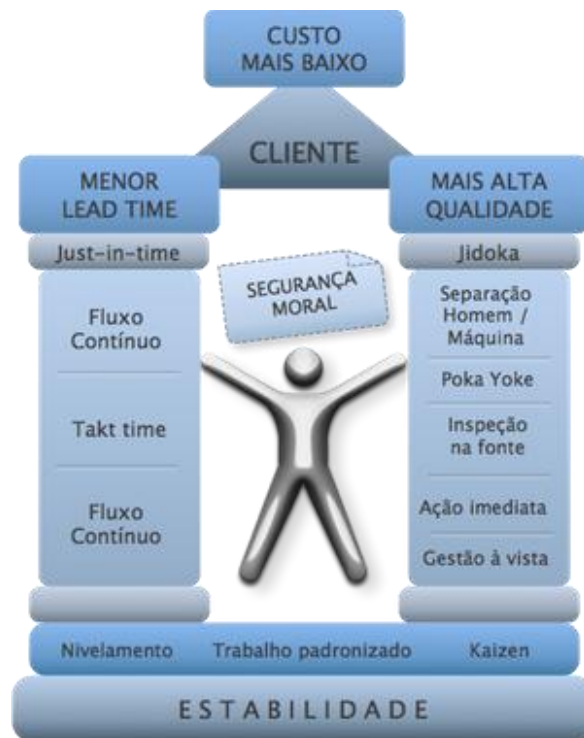 CUSTO
MAIS BAIXO
CLIENTE
MENOR
LEAD TIME
MAIS ALTA
QUALIDADE
Just-in-time
Jidoka
SEGURANÇA
MORAL
Fluxo
Contínuo
Takt time
Fluxo
Contínuo
Separação
Homem /
Máquina
Poka Yoke
Inspeção
na fonte
Ação imediata
Gestão à vista
Nivelamento Trabalho padronizado Kaizen
ESTABILIDADE